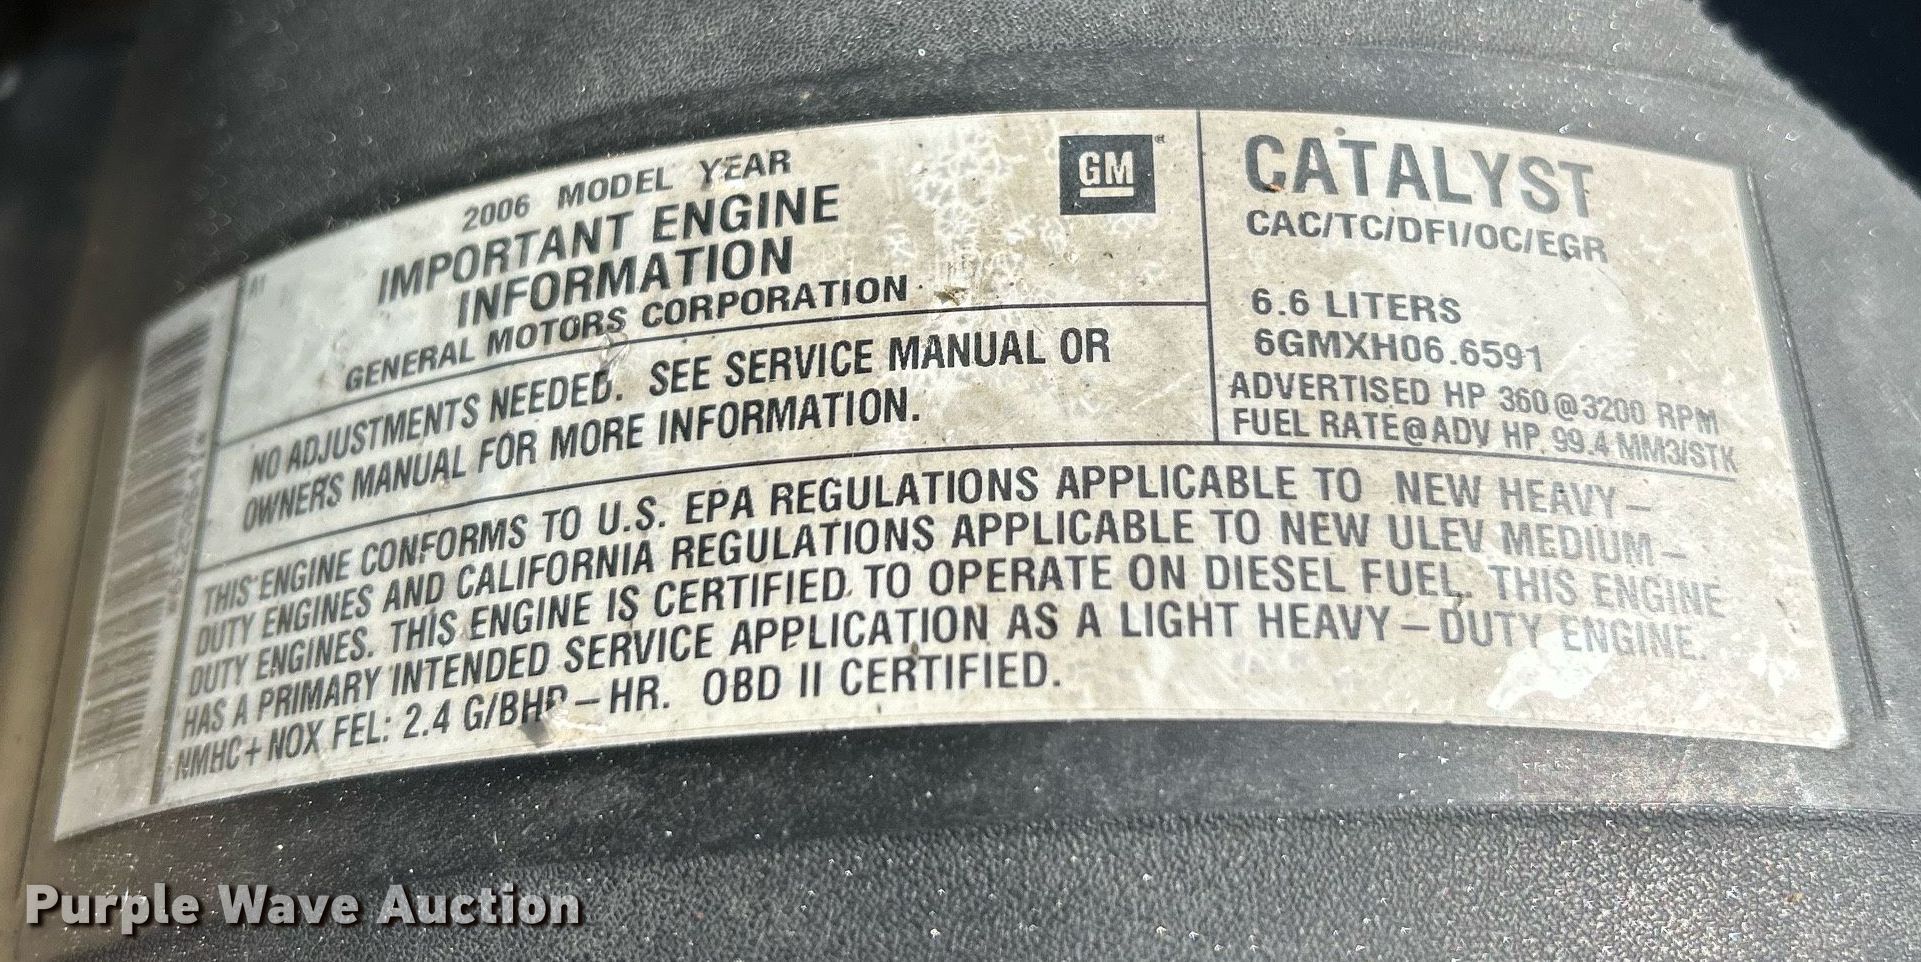 2006 MODEL YEAR
IMPORTANT ENGINE
INFORMATION
GENERAL MOTORS CORPORATION
GM
NO ADJUSTMENTS NEEDED. SEE SERVICE MANUAL OR
OWNER'S MANUAL FOR MORE INFORMATION.
CATALYST
CAC/TC/DFI/OC/EGR
6.6 LITERS
6GMXH06.6591
ADVERTISED HP 360@3200 RPM
FUEL RATE@ADV HP 99.4 MM3/STK
THIS ENGINE CONFORMS TO U.S. EPA REGULATIONS APPLICABLE TO NEW HEAVY–
DUTY ENGINES AND CALIFORNIA REGULATIONS APPLICABLE TO NEW ULEV MEDIUM–
DUTY ENGINES. THIS ENGINE IS CERTIFIED TO OPERATE ON DIESEL FUEL. THIS ENGINE
HAS A PRIMARY INTENDED SERVICE APPLICATION AS A LIGHT HEAVY–DUTY ENGINE.
NMHC+NOX FEL: 2.4 G/BHP–HR. OBD II CERTIFIED.
Purple Wave Auction